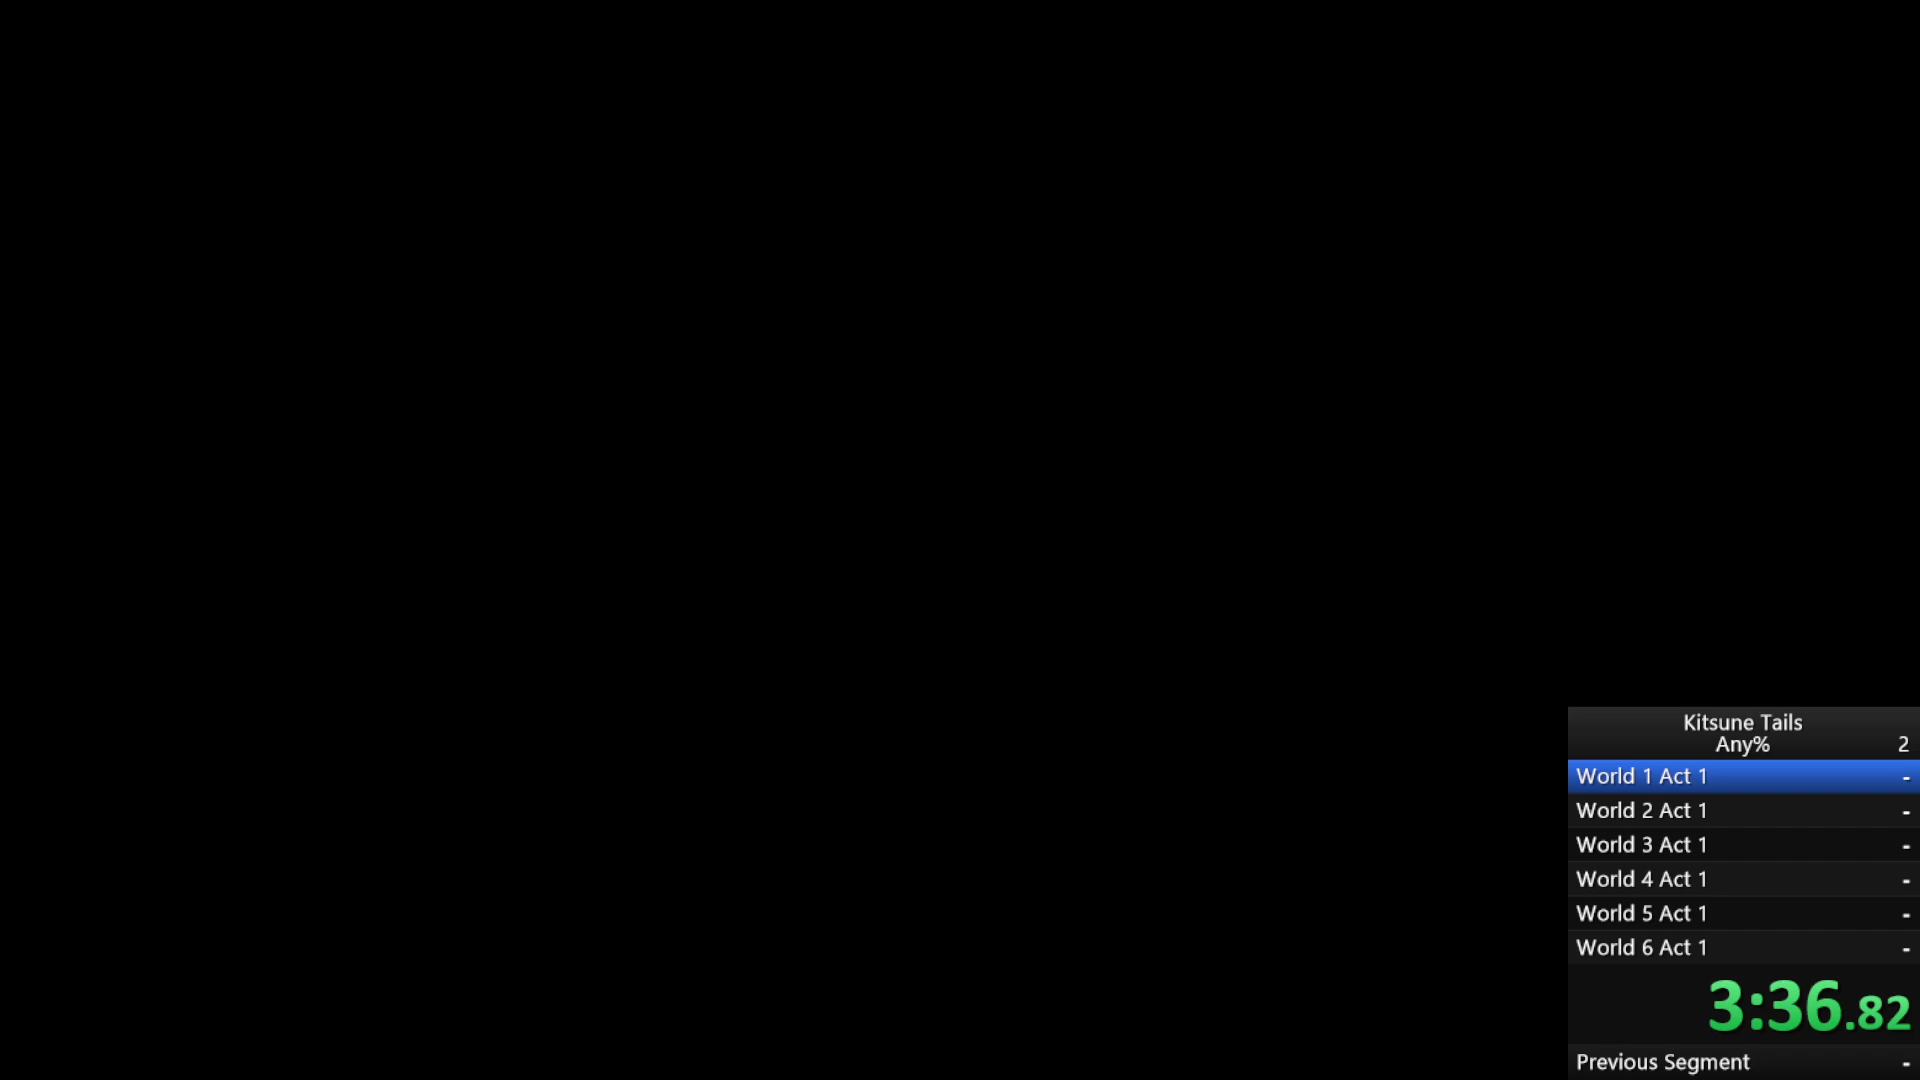 Kitsune Tails
Any% 2
World 1 Act 1 -
World 2 Act 1 -
World 3 Act 1 -
World 4 Act 1 -
World 5 Act 1 -
World 6 Act 1 -
3:36.82
Previous Segment -